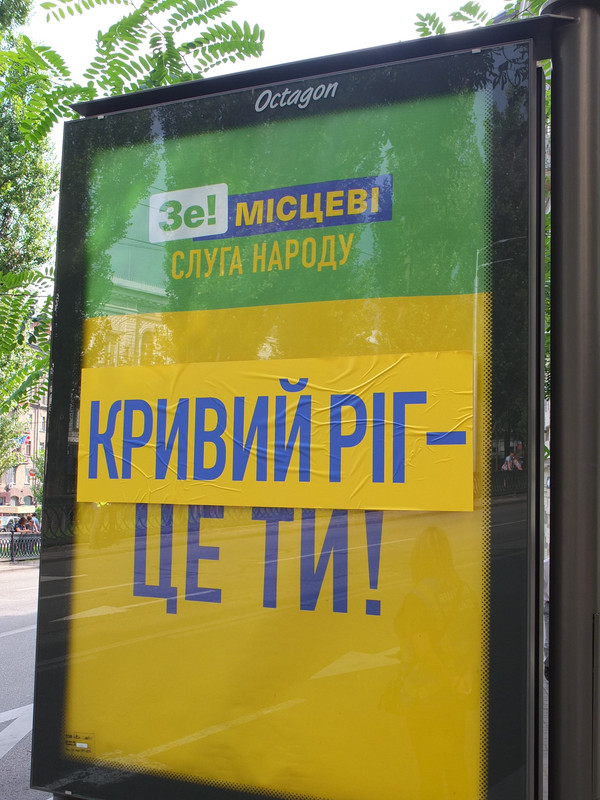 Octagon
Зе! МІСЦЕВІ
СЛУГА НАРОДУ
КРИВИЙ РІГ–
ЦЕ ТИ!